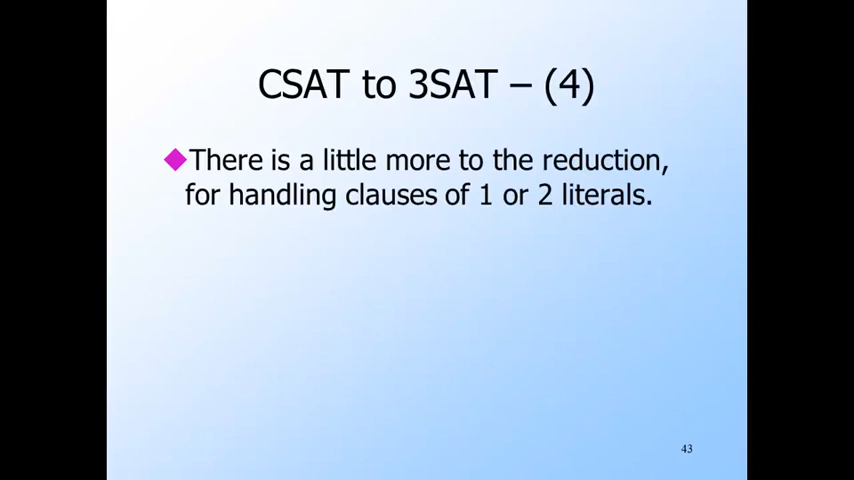 CSAT to 3SAT – (4)
There is a little more to the reduction,
for handling clauses of 1 or 2 literals.
43